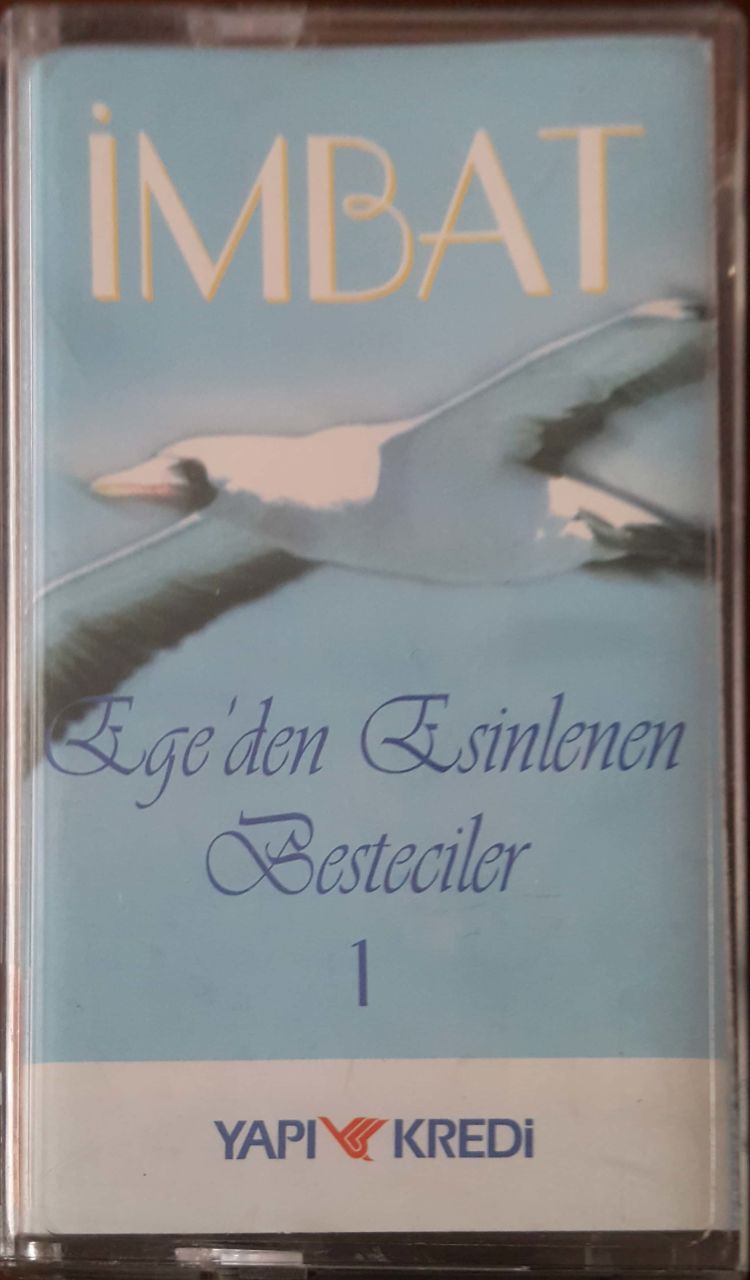 İMBAT
Ege'den Esinlenen
Besteciler
1
YAPI KREDİ